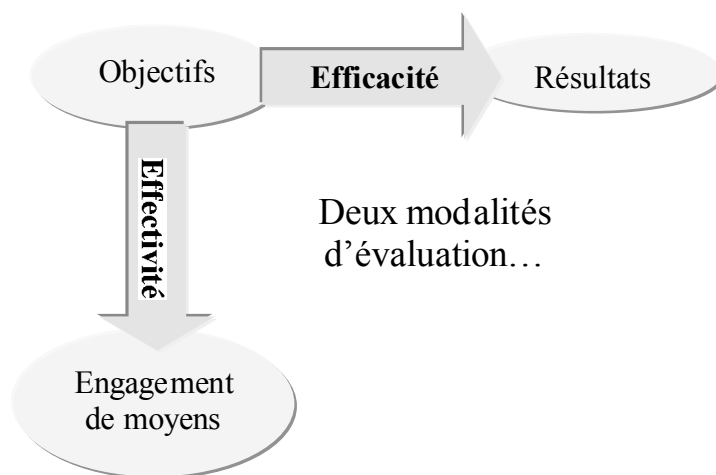 Objectifs
Efficacité
Résultats
Effectivité
Deux modalités
d’évaluation…
Engagement
de moyens